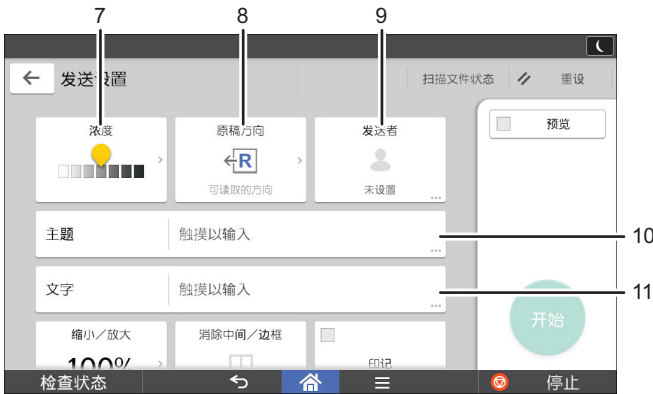 7 8 9
发送设置 扫描文件状态 重设
浓度 原稿方向 发送者 预览
R
可读取的方向 未设置
主题 触摸以输入 10
文字 触摸以输入 11
开始
缩小／放大 消除中间／边框
100% 印记
检查状态 停止